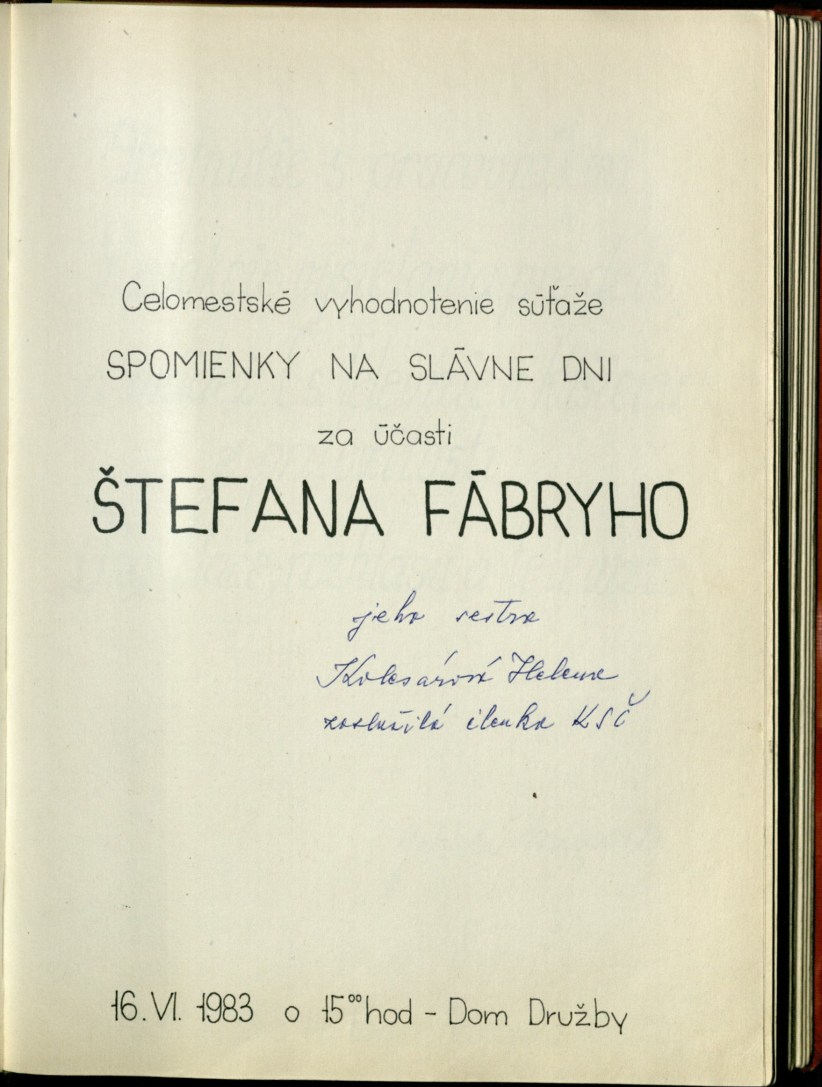 Celomestské vyhodnotenie súťaže
SPOMIENKY NA SLÁVNE DNI
za účasti
ŠTEFANA FÁBRYHO
jeho sestra
Kolesárová Helena
zaslúžilá členka KSČ
16. VI. 1983 o 15⁰⁰ hod - Dom Družby